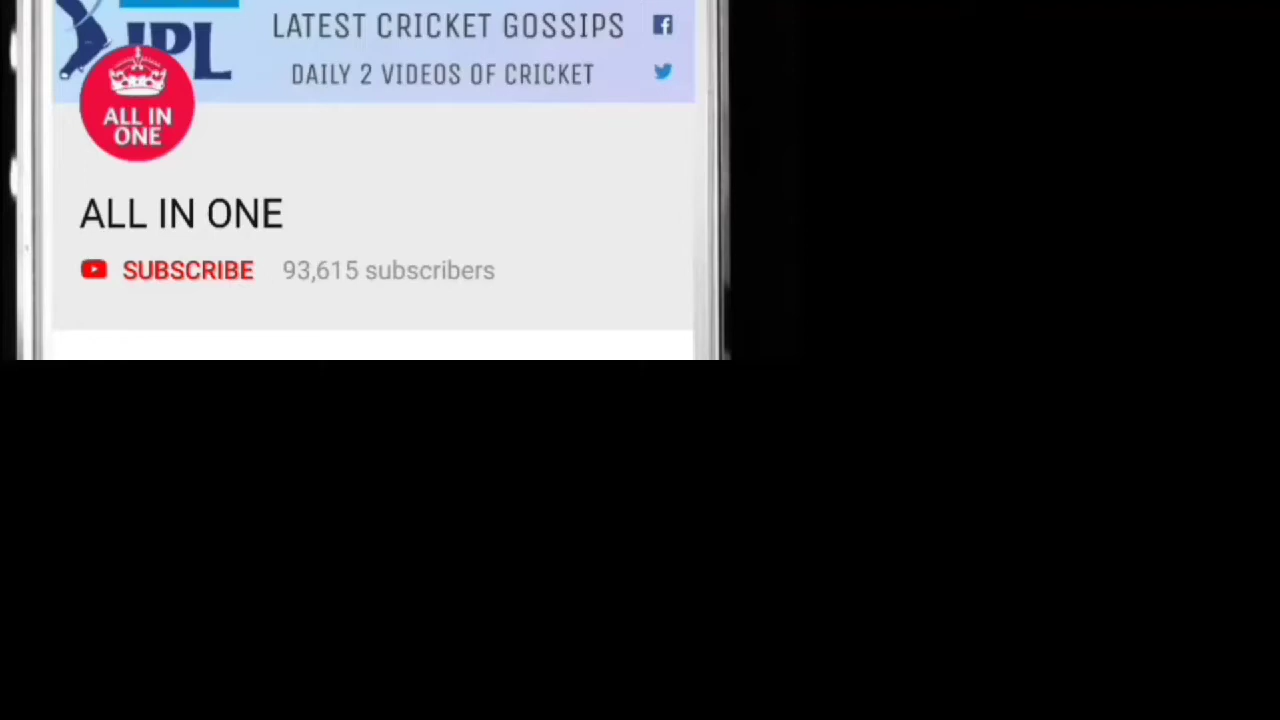 IPL
LATEST CRICKET GOSSIPS
DAILY 2 VIDEOS OF CRICKET
ALL IN
ONE
ALL IN ONE
SUBSCRIBE 93,615 subscribers